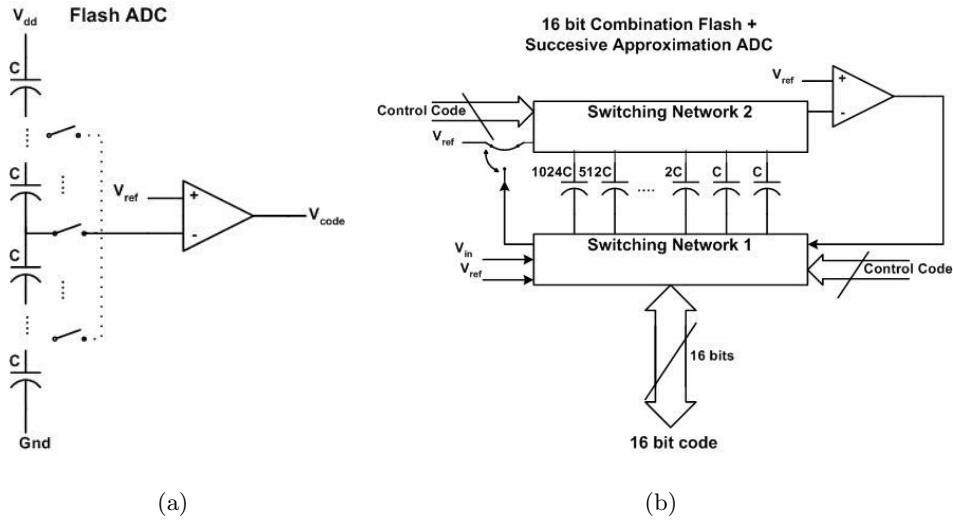 Flash ADC
V_dd
C
C
V_ref
+
-
V_code
C
C
Gnd
(a)
16 bit Combination Flash +
Succesive Approximation ADC
V_ref
+
-
Control Code
Switching Network 2
V_ref
1024C 512C 2C C C
Switching Network 1
V_in
V_ref
Control Code
16 bits
16 bit code
(b)